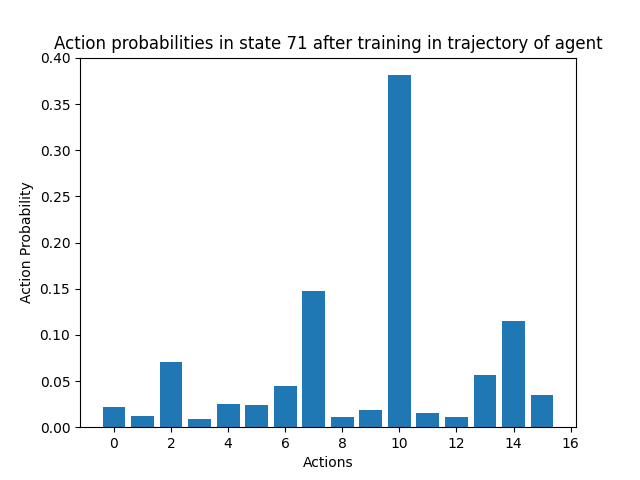 Action probabilities in state 71 after training in trajectory of agent
0.40
0.35
0.30
0.25
0.20
0.15
0.10
0.05
0.00
Action Probability
0 2 4 6 8 10 12 14 16
Actions